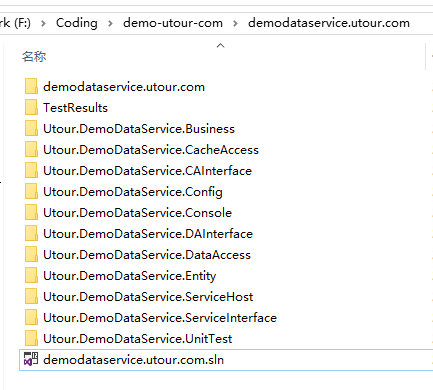 rk (F:) › Coding › demo-utour-com › demodataservice.utour.com
名称
demodataservice.utour.com
TestResults
Utour.DemoDataService.Business
Utour.DemoDataService.CacheAccess
Utour.DemoDataService.CAInterface
Utour.DemoDataService.Config
Utour.DemoDataService.Console
Utour.DemoDataService.DAInterface
Utour.DemoDataService.DataAccess
Utour.DemoDataService.Entity
Utour.DemoDataService.ServiceHost
Utour.DemoDataService.ServiceInterface
Utour.DemoDataService.UnitTest
demodataservice.utour.com.sln